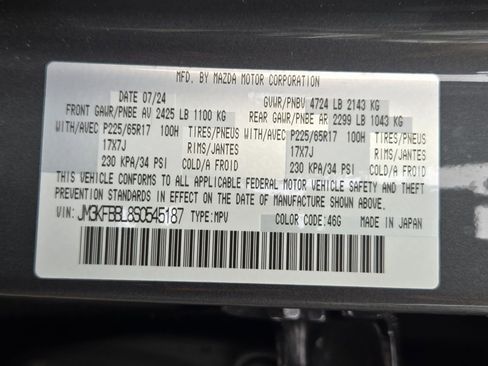 MFD. BY MAZDA MOTOR CORPORATION
DATE 07/24 GVWR/PNBV 4724 LB 2143 KG
FRONT GAWR/PNBE AV 2425 LB 1100 KG REAR GAWR/PNBE AR 2299 LB 1043 KG
WITH/AVEC P225/65R17 100H TIRES/PNEUS WITH/AVEC P225/65R17 100H TIRES/PNEUS
17X7J RIMS/JANTES 17X7J RIMS/JANTES
230 KPA/34 PSI COLD/A FROID 230 KPA/34 PSI COLD/A FROID
THIS VEHICLE CONFORMS TO ALL APPLICABLE FEDERAL MOTOR VEHICLE SAFETY AND THEFT
PREVENTION STANDARDS IN EFFECT ON THE DATE OF MANUFACTURE SHOWN ABOVE.
VIN: JM3KFBBL8S0545187 TYPE: MPV COLOR CODE: 46G MADE IN JAPAN